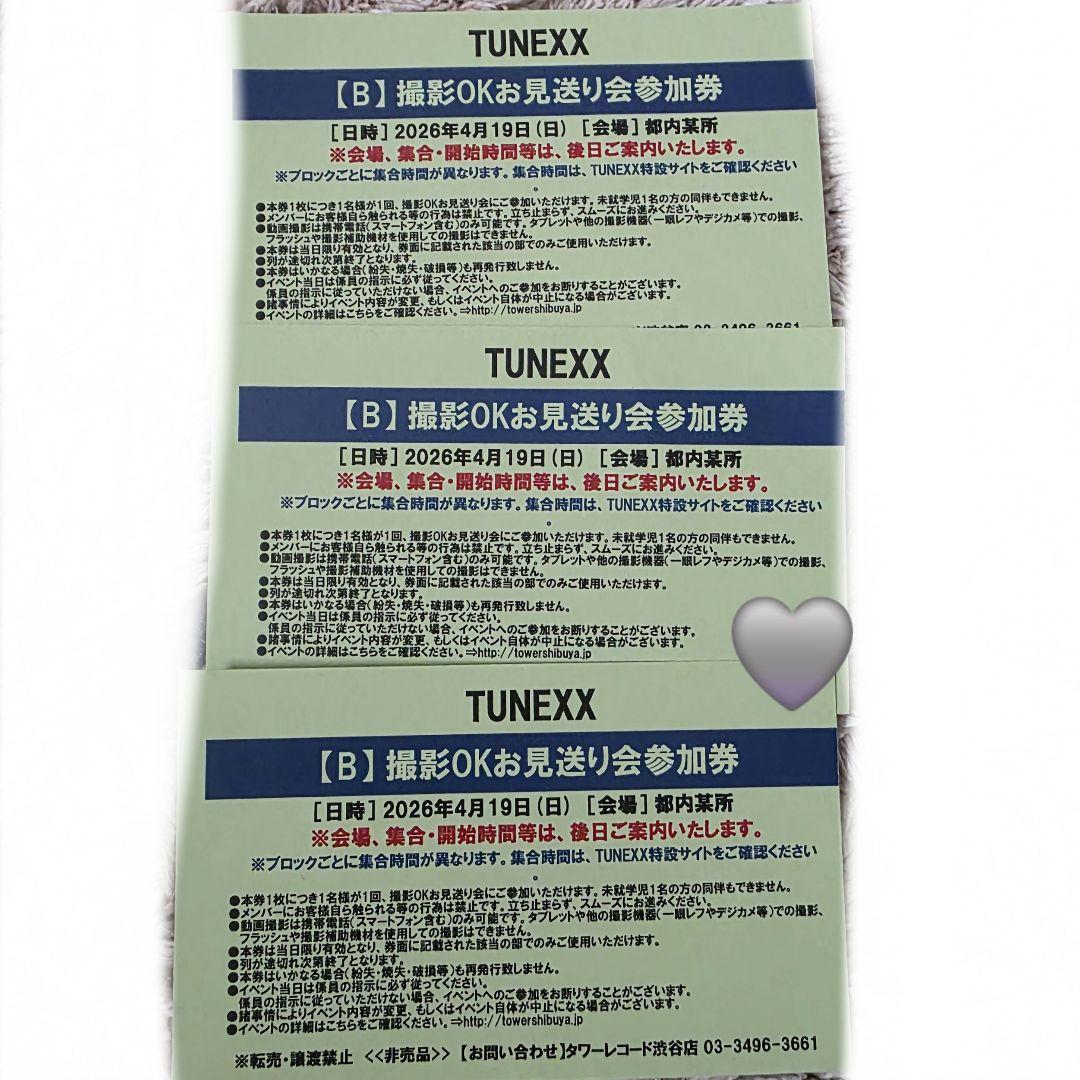 TUNEXX
【B】撮影OKお見送り会参加券
［日時］2026年4月19日（日）［会場］都内某所
※会場、集合・開始時間等は、後日ご案内いたします。
※ブロックごとに集合時間が異なります。集合時間は、TUNEXX特設サイトをご確認ください
。
●本券1枚につき1名様が1回、撮影OKお見送り会にご参加いただけます。未就学児1名の方の同伴もできません。
●メンバーにお客様自ら触られる等の行為は禁止です。立ち止まらず、スムーズにお進みください。
●動画撮影は携帯電話（スマートフォン含む）のみ可能です。タブレットや他の撮影機器（一眼レフやデジカメ等）での撮影、
フラッシュや撮影補助機材を使用しての撮影はできません。
●本券は当日限り有効となり、券面に記載された該当の部でのみご使用いただけます。
●列が途切れ次第終了となります。
●本券はいかなる場合（紛失・焼失・破損等）も再発行致しません。
●イベント当日は係員の指示に必ず従ってください。
係員の指示に従っていただけない場合、イベントへのご参加をお断りすることがございます。
●諸事情によりイベント内容が変更、もしくはイベント自体が中止になる場合がございます。
●イベントの詳細はこちらをご確認ください。⇒http://towershibuya.jp
03-3496-3661
TUNEXX
【B】撮影OKお見送り会参加券
［日時］2026年4月19日（日）［会場］都内某所
※会場、集合・開始時間等は、後日ご案内いたします。
※ブロックごとに集合時間が異なります。集合時間は、TUNEXX特設サイトをご確認ください
。
●本券1枚につき1名様が1回、撮影OKお見送り会にご参加いただけます。未就学児1名の方の同伴もできません。
●メンバーにお客様自ら触られる等の行為は禁止です。立ち止まらず、スムーズにお進みください。
●動画撮影は携帯電話（スマートフォン含む）のみ可能です。タブレットや他の撮影機器（一眼レフやデジカメ等）での撮影、
フラッシュや撮影補助機材を使用しての撮影はできません。
●本券は当日限り有効となり、券面に記載された該当の部でのみご使用いただけます。
●列が途切れ次第終了となります。
●本券はいかなる場合（紛失・焼失・破損等）も再発行致しません。
●イベント当日は係員の指示に必ず従ってください。
係員の指示に従っていただけない場合、イベントへのご参加をお断りすることがございます。
●諸事情によりイベント内容が変更、もしくはイベント自体が中止になる場合がございます。
●イベントの詳細はこちらをご確認ください。⇒http://towershibuya.jp
TUNEXX
【B】撮影OKお見送り会参加券
［日時］2026年4月19日（日）［会場］都内某所
※会場、集合・開始時間等は、後日ご案内いたします。
※ブロックごとに集合時間が異なります。集合時間は、TUNEXX特設サイトをご確認ください
。
●本券1枚につき1名様が1回、撮影OKお見送り会にご参加いただけます。未就学児1名の方の同伴もできません。
●メンバーにお客様自ら触られる等の行為は禁止です。立ち止まらず、スムーズにお進みください。
●動画撮影は携帯電話（スマートフォン含む）のみ可能です。タブレットや他の撮影機器（一眼レフやデジカメ等）での撮影、
フラッシュや撮影補助機材を使用しての撮影はできません。
●本券は当日限り有効となり、券面に記載された該当の部でのみご使用いただけます。
●列が途切れ次第終了となります。
●本券はいかなる場合（紛失・焼失・破損等）も再発行致しません。
●イベント当日は係員の指示に必ず従ってください。
係員の指示に従っていただけない場合、イベントへのご参加をお断りすることがございます。
●諸事情によりイベント内容が変更、もしくはイベント自体が中止になる場合がございます。
●イベントの詳細はこちらをご確認ください。⇒http://towershibuya.jp
※転売・譲渡禁止 <<非売品>> 【お問い合わせ】タワーレコード渋谷店 03-3496-3661